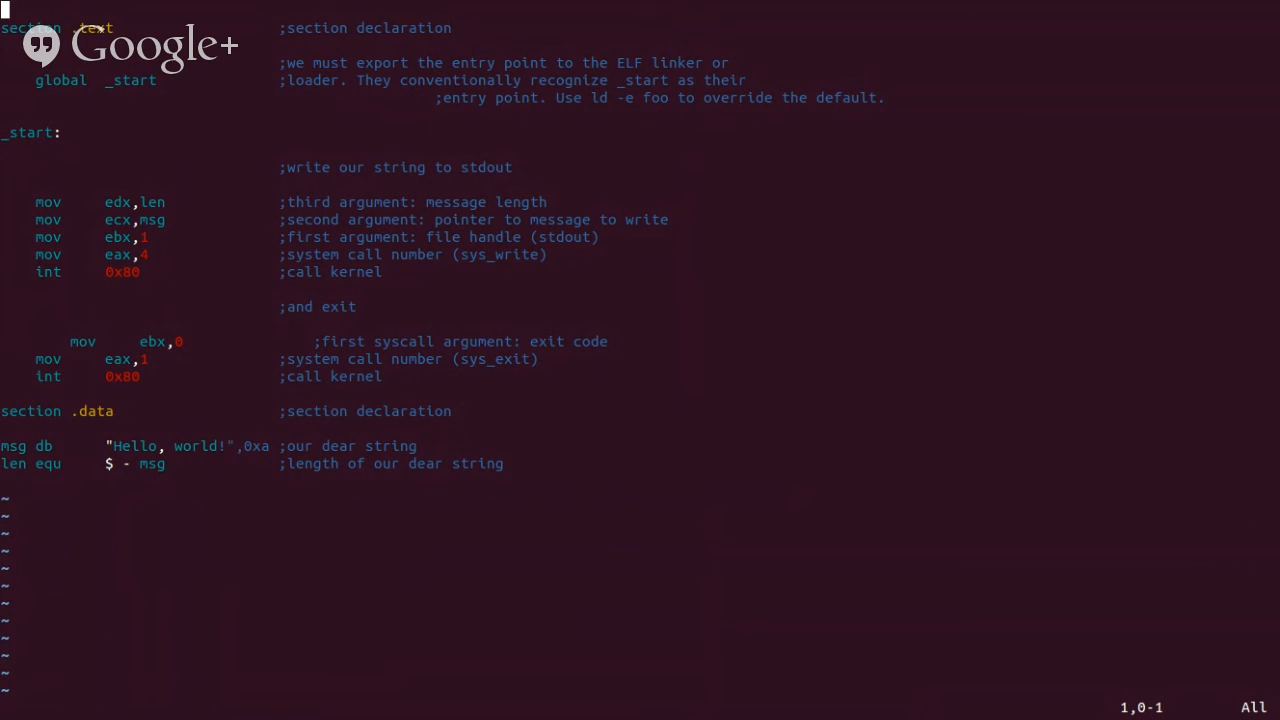 section .text ;section declaration
Google+
;we must export the entry point to the ELF linker or
global _start ;loader. They conventionally recognize _start as their
;entry point. Use ld -e foo to override the default.
_start:
;write our string to stdout
mov edx,len ;third argument: message length
mov ecx,msg ;second argument: pointer to message to write
mov ebx,1 ;first argument: file handle (stdout)
mov eax,4 ;system call number (sys_write)
int 0x80 ;call kernel
;and exit
mov ebx,0 ;first syscall argument: exit code
mov eax,1 ;system call number (sys_exit)
int 0x80 ;call kernel
section .data ;section declaration
msg db "Hello, world!",0xa ;our dear string
len equ $ - msg ;length of our dear string
~
~
~
~
~
~
~
~
~
~
~
~
1,0-1 All